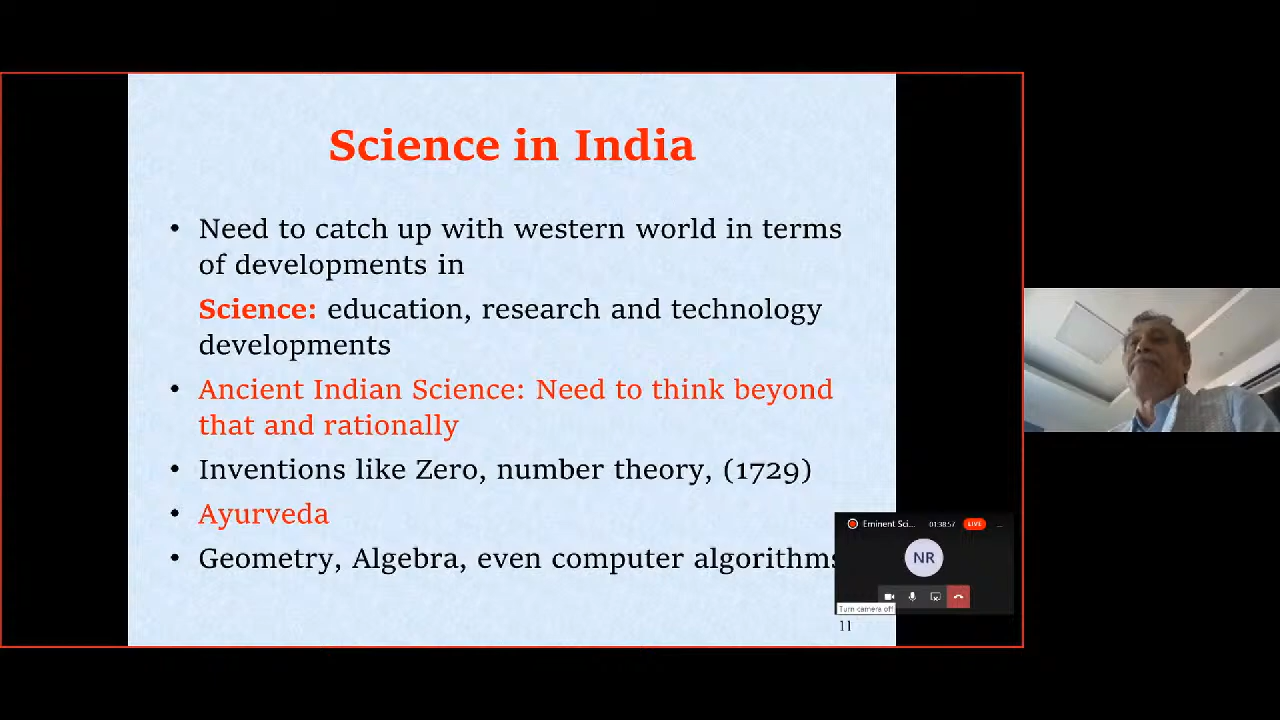 Science in India
• Need to catch up with western world in terms
of developments in
Science: education, research and technology
developments
• Ancient Indian Science: Need to think beyond
that and rationally
• Inventions like Zero, number theory, (1729)
• Ayurveda
• Geometry, Algebra, even computer algorithms
Eminent Sci... 01:38:57 LIVE ...
NR
Turn camera off
11